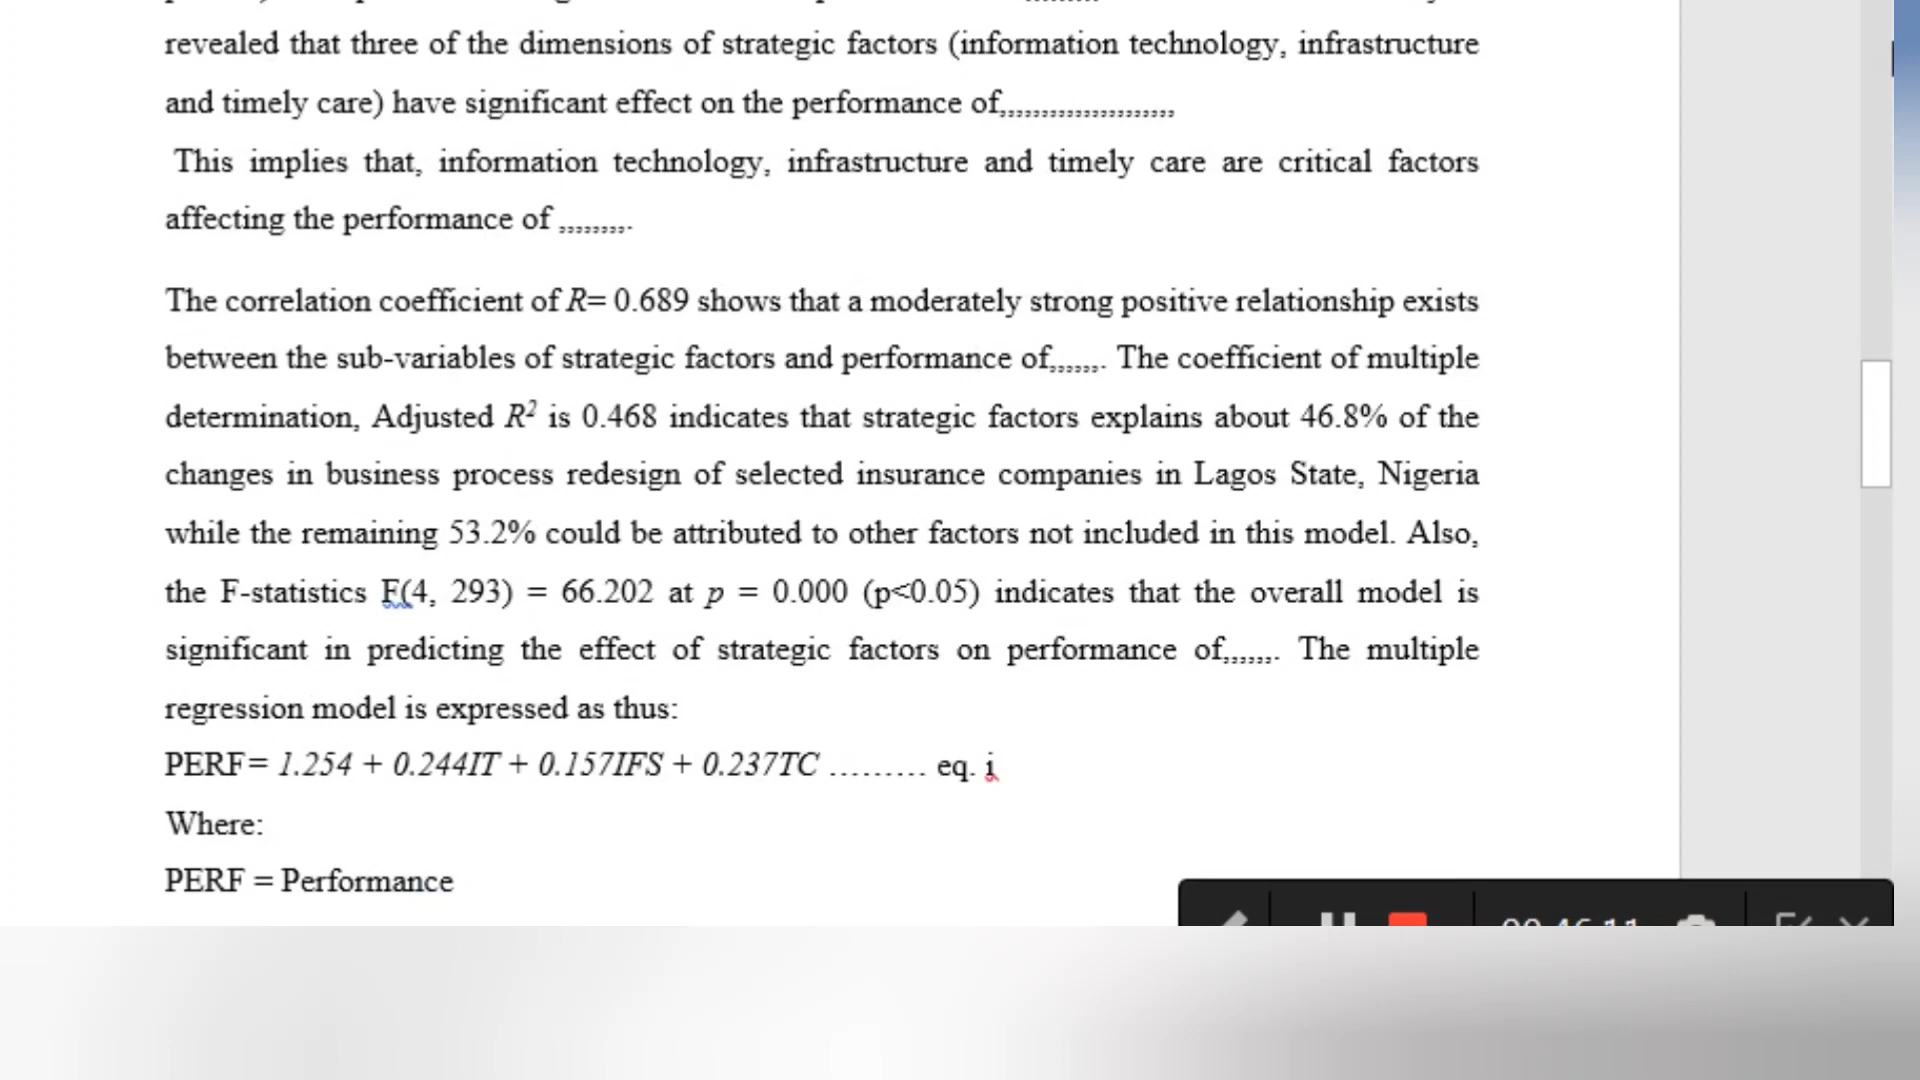 revealed that three of the dimensions of strategic factors (information technology, infrastructure
and timely care) have significant effect on the performance of,,,,,,,,,,,,,,,,,,,,,
This implies that, information technology, infrastructure and timely care are critical factors
affecting the performance of ,,,,,,,,.
The correlation coefficient of R= 0.689 shows that a moderately strong positive relationship exists
between the sub-variables of strategic factors and performance of,,,,,,. The coefficient of multiple
determination, Adjusted R² is 0.468 indicates that strategic factors explains about 46.8% of the
changes in business process redesign of selected insurance companies in Lagos State, Nigeria
while the remaining 53.2% could be attributed to other factors not included in this model. Also,
the F-statistics F(4, 293) = 66.202 at p = 0.000 (p<0.05) indicates that the overall model is
significant in predicting the effect of strategic factors on performance of,,,,,,. The multiple
regression model is expressed as thus:
PERF= 1.254 + 0.244IT + 0.157IFS + 0.237TC ......... eq. i
Where:
PERF = Performance